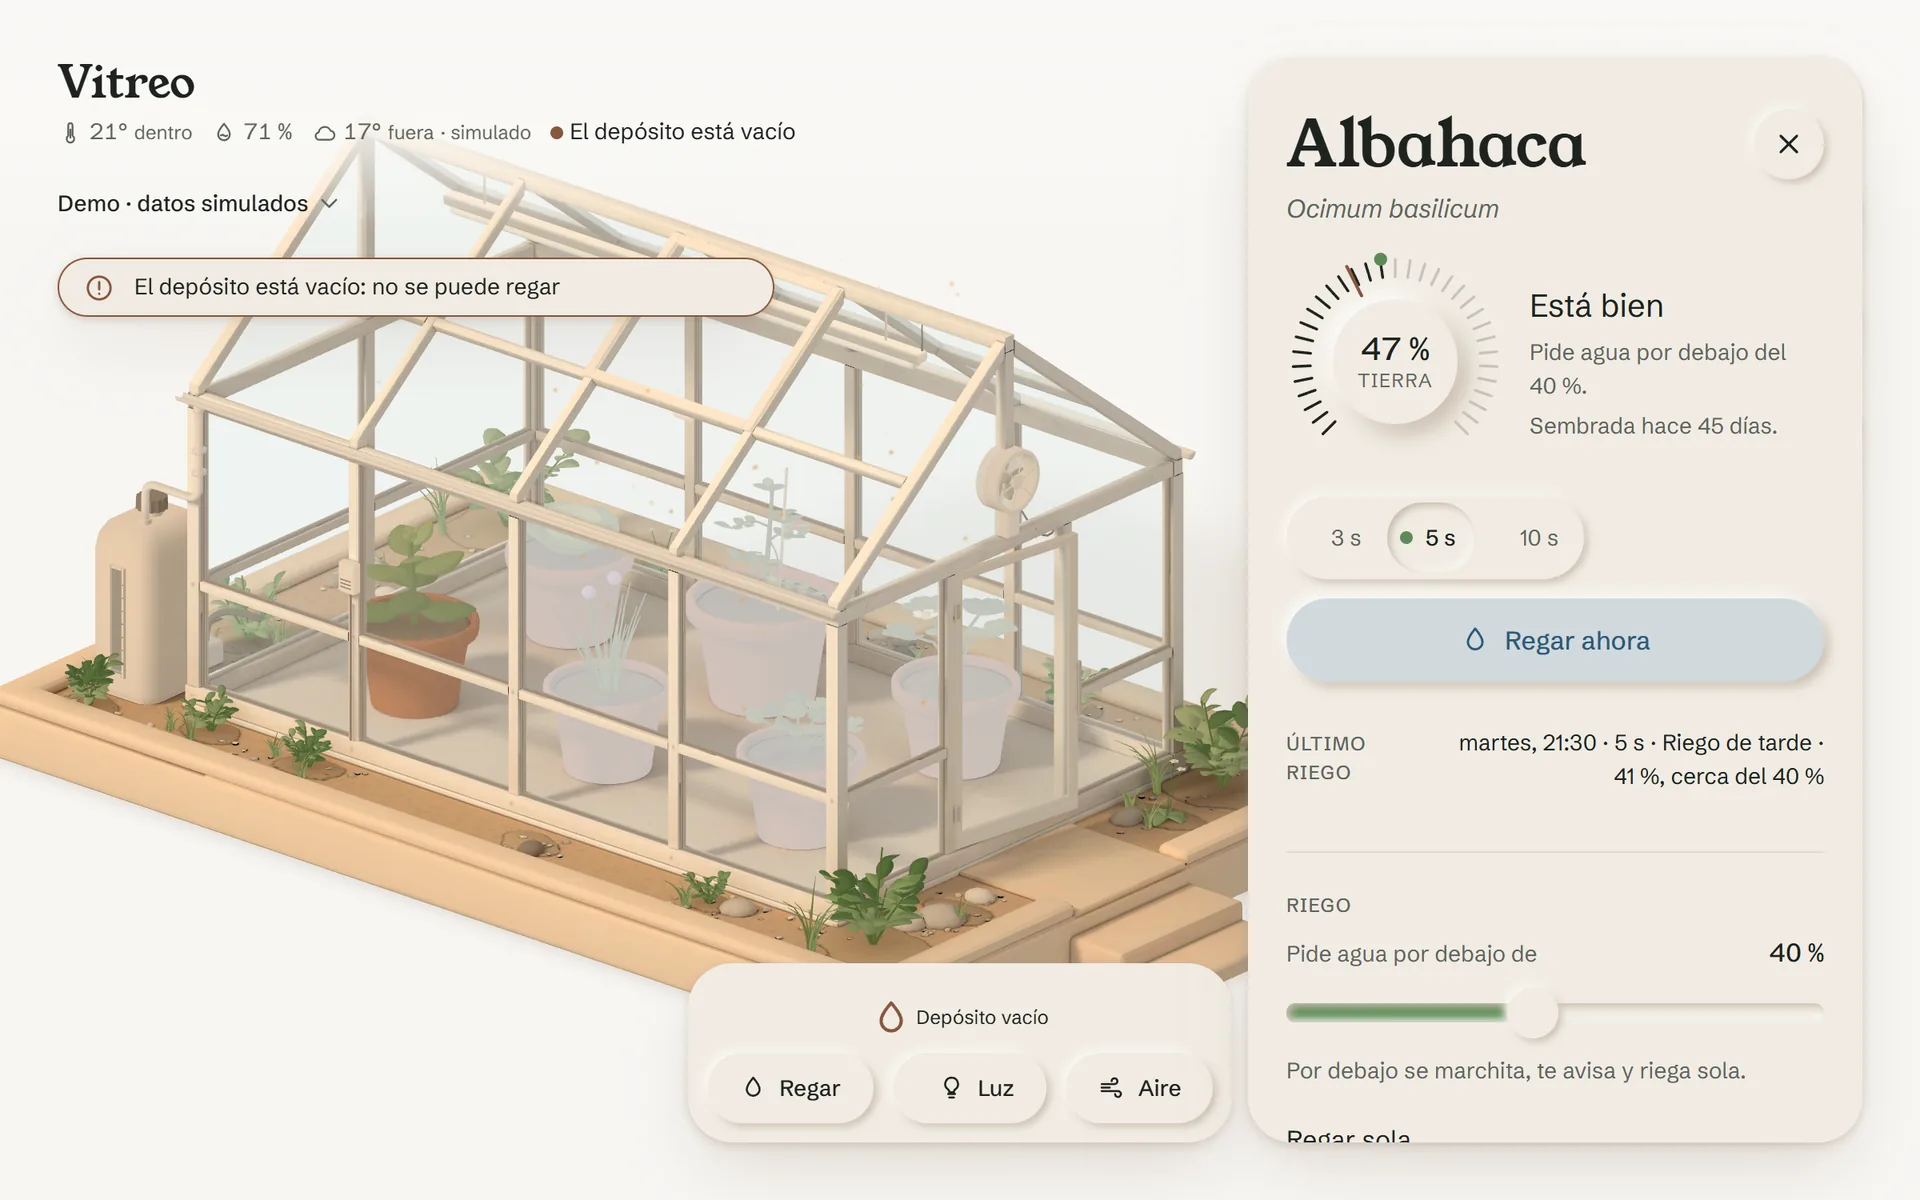 Vitreo
21° dentro 71 % 17° fuera · simulado El depósito está vacío
Demo · datos simulados
El depósito está vacío: no se puede regar
Depósito vacío
Regar Luz Aire
Albahaca
Ocimum basilicum
47 %
TIERRA
Está bien
Pide agua por debajo del
40 %.
Sembrada hace 45 días.
3 s 5 s 10 s
Regar ahora
ÚLTIMO
RIEGO
martes, 21:30 · 5 s · Riego de tarde ·
41 %, cerca del 40 %
RIEGO
Pide agua por debajo de 40 %
Por debajo se marchita, te avisa y riega sola.
Regar sola